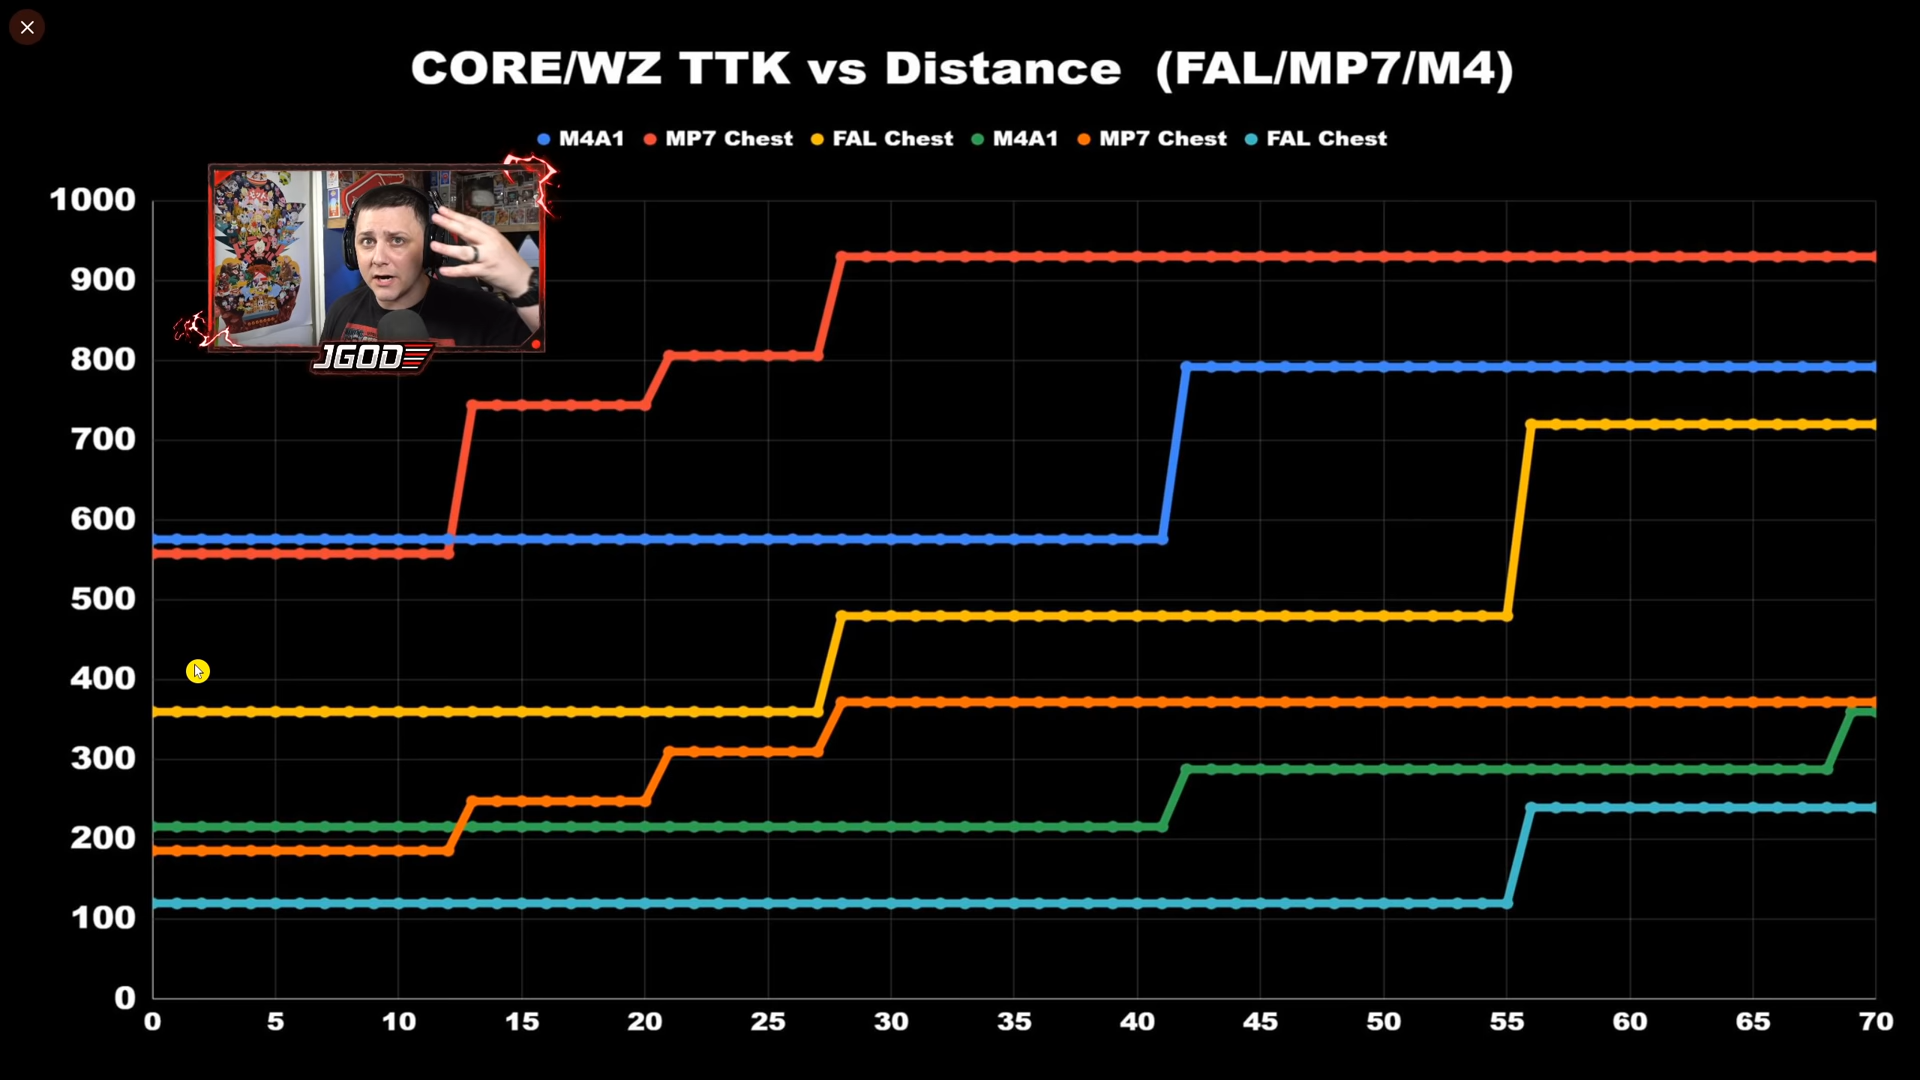 CORE/WZ TTK vs Distance (FAL/MP7/M4)
M4A1 MP7 Chest FAL Chest M4A1 MP7 Chest FAL Chest
1000
900
800
700
600
500
400
300
200
100
0
JGOD
0 5 10 15 20 25 30 35 40 45 50 55 60 65 70